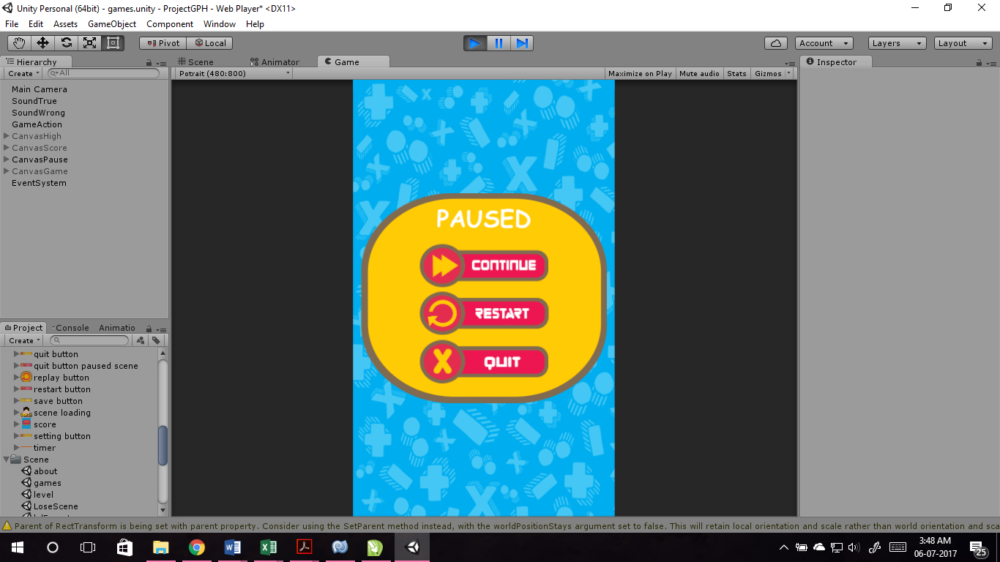 Unity Personal (64bit) - games.unity - ProjectGPH - Web Player* <DX11>
File Edit Assets GameObject Component Window Help
Pivot Local Account Layers Layout
Hierarchy
Create All
Main Camera
SoundTrue
SoundWrong
GameAction
CanvasHigh
CanvasScore
CanvasPause
CanvasGame
EventSystem
Scene Animator Game
Potrait (480:800) Maximize on Play Mute audio Stats Gizmos
PAUSED
CONTINUE
RESTART
QUIT
Inspector
Project Console Animatio
Create
quit button
quit button paused scene
replay button
restart button
save button
scene loading
score
setting button
timer
Scene
about
games
level
LoseScene
Parent of RectTransform is being set with parent property. Consider using the SetParent method instead, with the worldPositionStays argument set to false. This will retain local orientation and scale rather than world orientation and sca
3:48 AM
06-07-2017
25